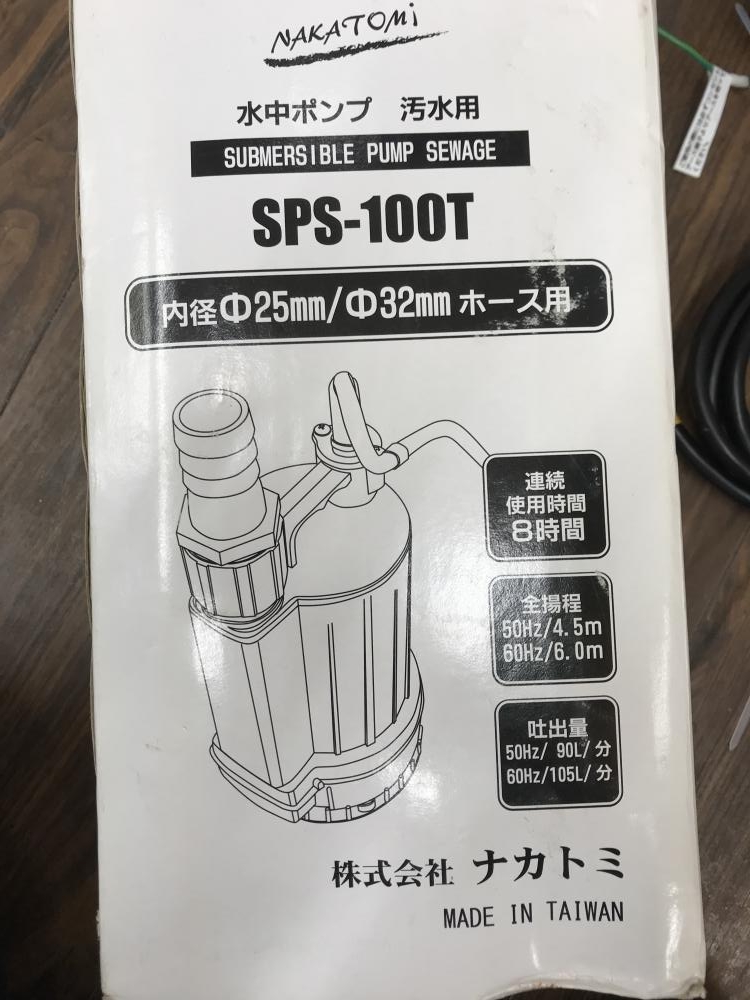 NAKATOMi
水中ポンプ 汚水用
SUBMERSIBLE PUMP SEWAGE
SPS-100T
内径Φ25mm/Φ32mm ホース用
連続
使用時間
8時間
全揚程
50Hz/4.5m
60Hz/6.0m
吐出量
50Hz/ 90L/分
60Hz/105L/分
株式会社 ナカトミ
MADE IN TAIWAN